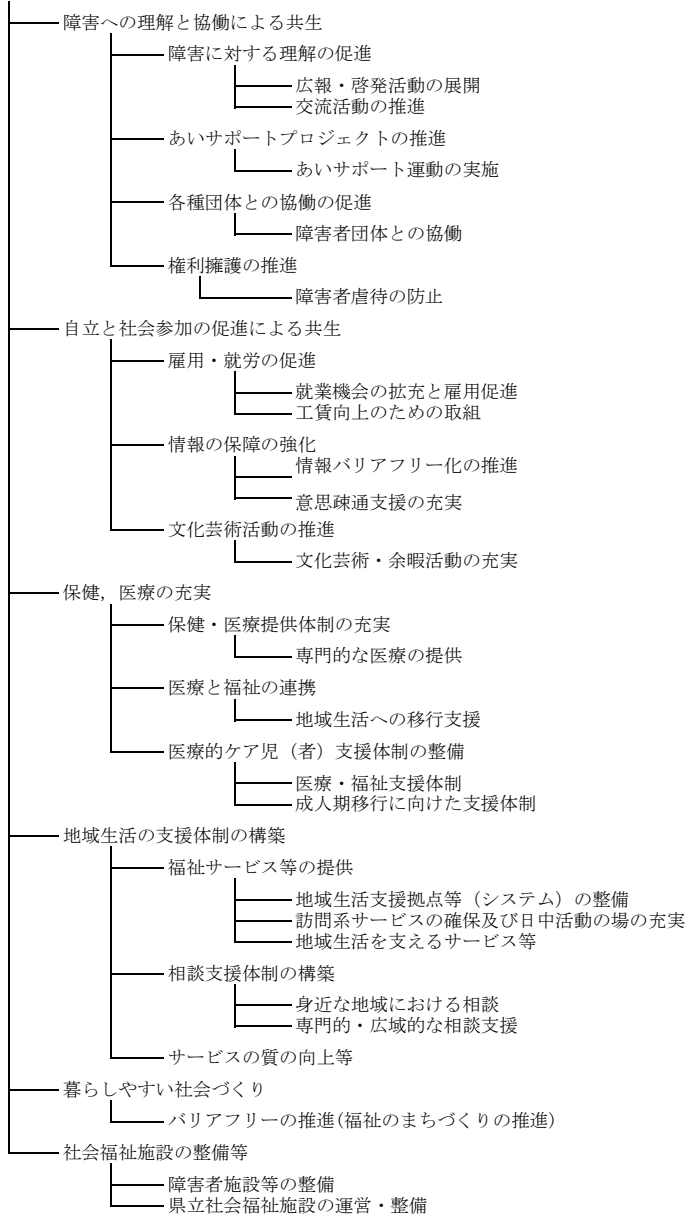 障害への理解と協働による共生
障害に対する理解の促進
広報・啓発活動の展開
交流活動の推進
あいサポートプロジェクトの推進
あいサポート運動の実施
各種団体との協働の促進
障害者団体との協働
権利擁護の推進
障害者虐待の防止
自立と社会参加の促進による共生
雇用・就労の促進
就業機会の拡充と雇用促進
工賃向上のための取組
情報の保障の強化
情報バリアフリー化の推進
意思疎通支援の充実
文化芸術活動の推進
文化芸術・余暇活動の充実
保健，医療の充実
保健・医療提供体制の充実
専門的な医療の提供
医療と福祉の連携
地域生活への移行支援
医療的ケア児（者）支援体制の整備
医療・福祉支援体制
成人期移行に向けた支援体制
地域生活の支援体制の構築
福祉サービス等の提供
地域生活支援拠点等（システム）の整備
訪問系サービスの確保及び日中活動の場の充実
地域生活を支えるサービス等
相談支援体制の構築
身近な地域における相談
専門的・広域的な相談支援
サービスの質の向上等
暮らしやすい社会づくり
バリアフリーの推進(福祉のまちづくりの推進)
社会福祉施設の整備等
障害者施設等の整備
県立社会福祉施設の運営・整備